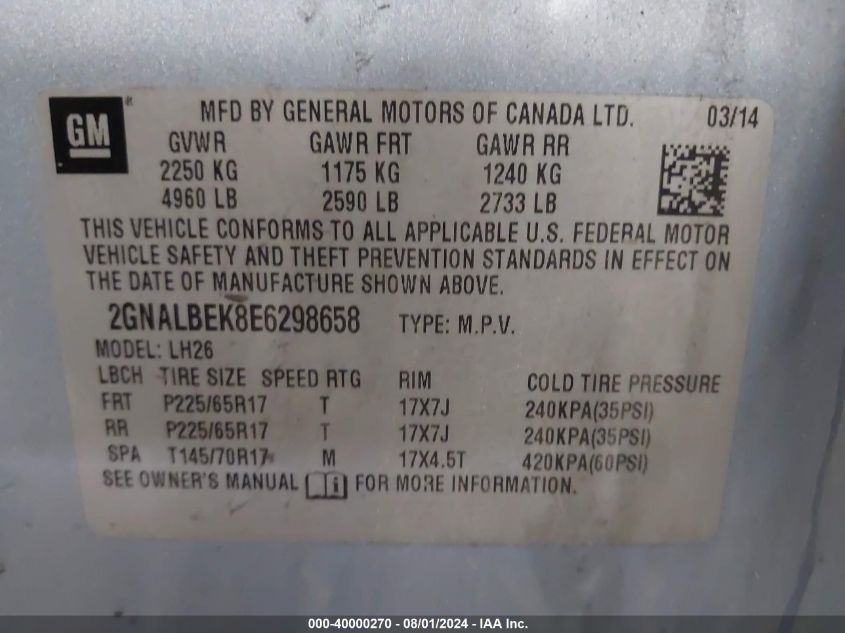 GM
MFD BY GENERAL MOTORS OF CANADA LTD. 03/14
GVWR GAWR FRT GAWR RR
2250 KG 1175 KG 1240 KG
4960 LB 2590 LB 2733 LB
THIS VEHICLE CONFORMS TO ALL APPLICABLE U.S. FEDERAL MOTOR
VEHICLE SAFETY AND THEFT PREVENTION STANDARDS IN EFFECT ON
THE DATE OF MANUFACTURE SHOWN ABOVE.
2GNALBEK8E6298658 TYPE: M.P.V.
MODEL: LH26
LBCH TIRE SIZE SPEED RTG RIM COLD TIRE PRESSURE
FRT P225/65R17 T 17X7J 240KPA(35PSI)
RR P225/65R17 T 17X7J 240KPA(35PSI)
SPA T145/70R17 M 17X4.5T 420KPA(60PSI)
SEE OWNER'S MANUAL i FOR MORE INFORMATION.
000-40000270 - 08/01/2024 - IAA Inc.